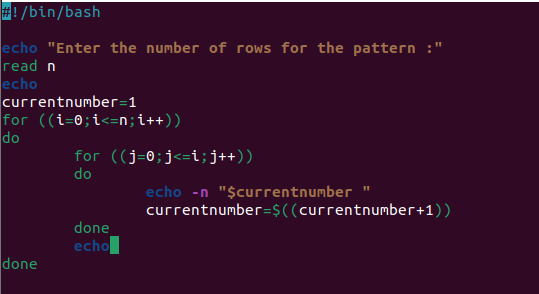 #!/bin/bash

echo "Enter the number of rows for the pattern :"
read n
echo
currentnumber=1
for ((i=0;i<=n;i++))
do
        for ((j=0;j<=i;j++))
        do
                echo -n "$currentnumber "
                currentnumber=$((currentnumber+1))
        done
        echo
done